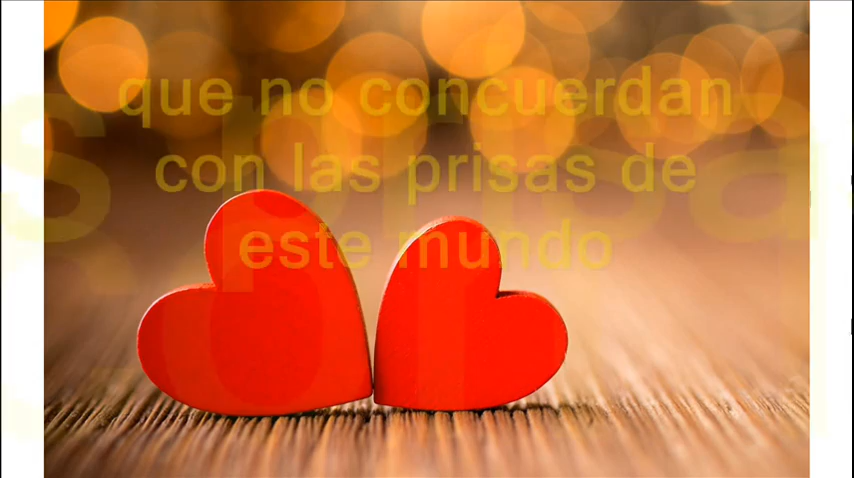 que no concuerdan
con las prisas de
este mundo